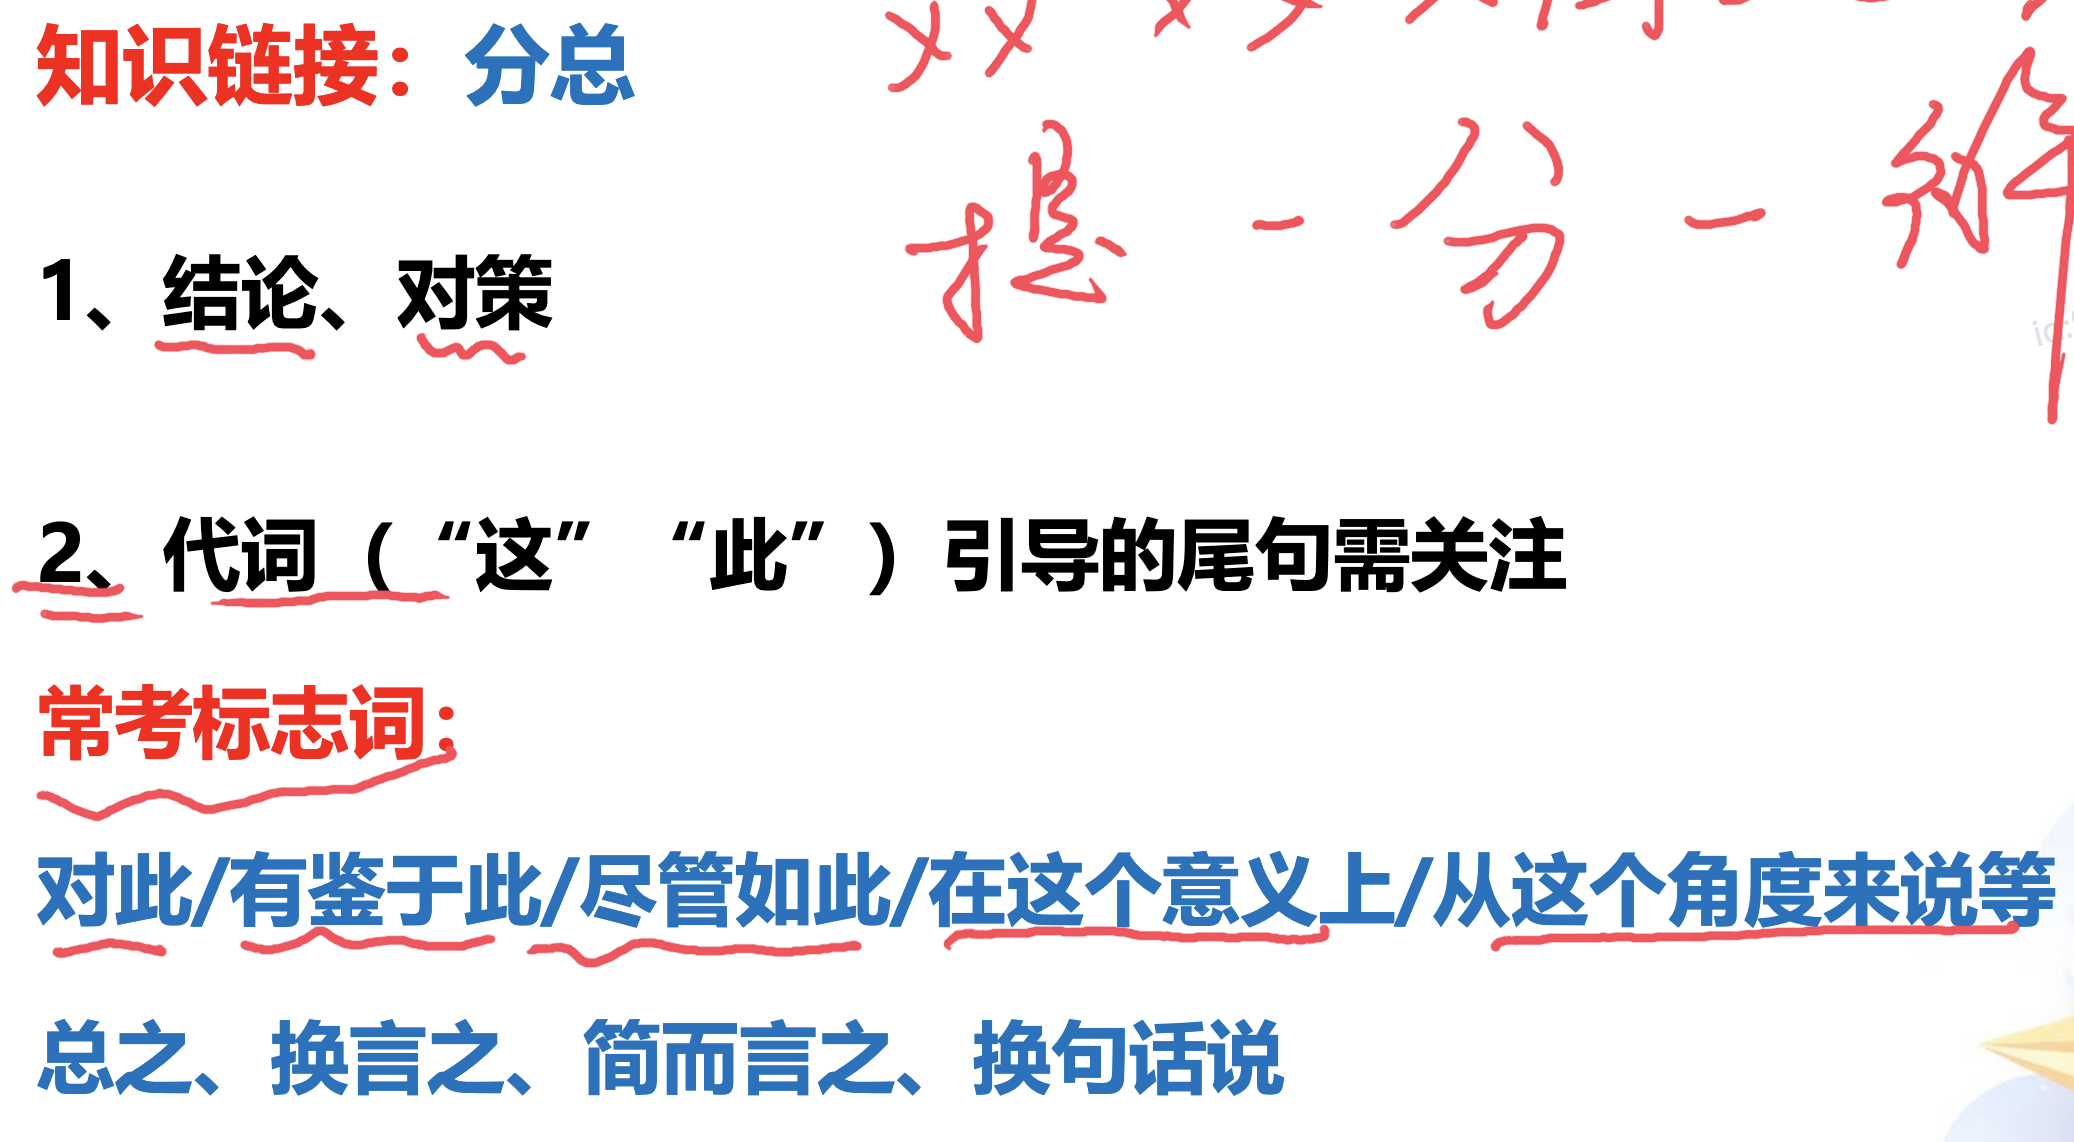 知识链接：分总
提 - 分 - 解
1、结论、对策
2、代词（“这” “此”）引导的尾句需关注
常考标志词：
对此/有鉴于此/尽管如此/在这个意义上/从这个角度来说等
总之、换言之、简而言之、换句话说